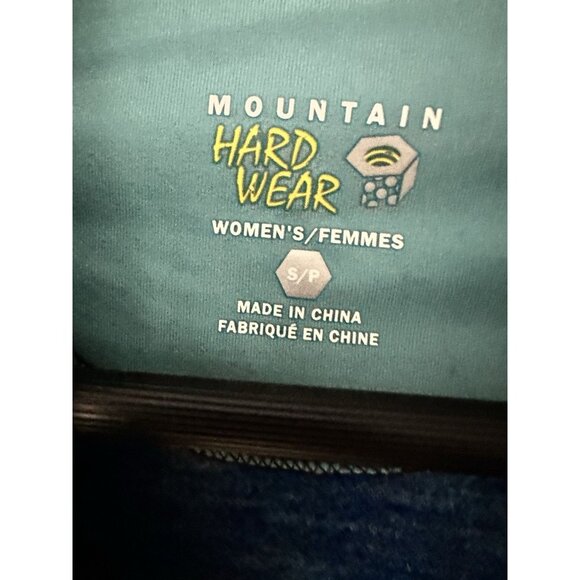 MOUNTAIN
HARD
WEAR
WOMEN'S/FEMMES
S/P
MADE IN CHINA
FABRIQUÉ EN CHINE